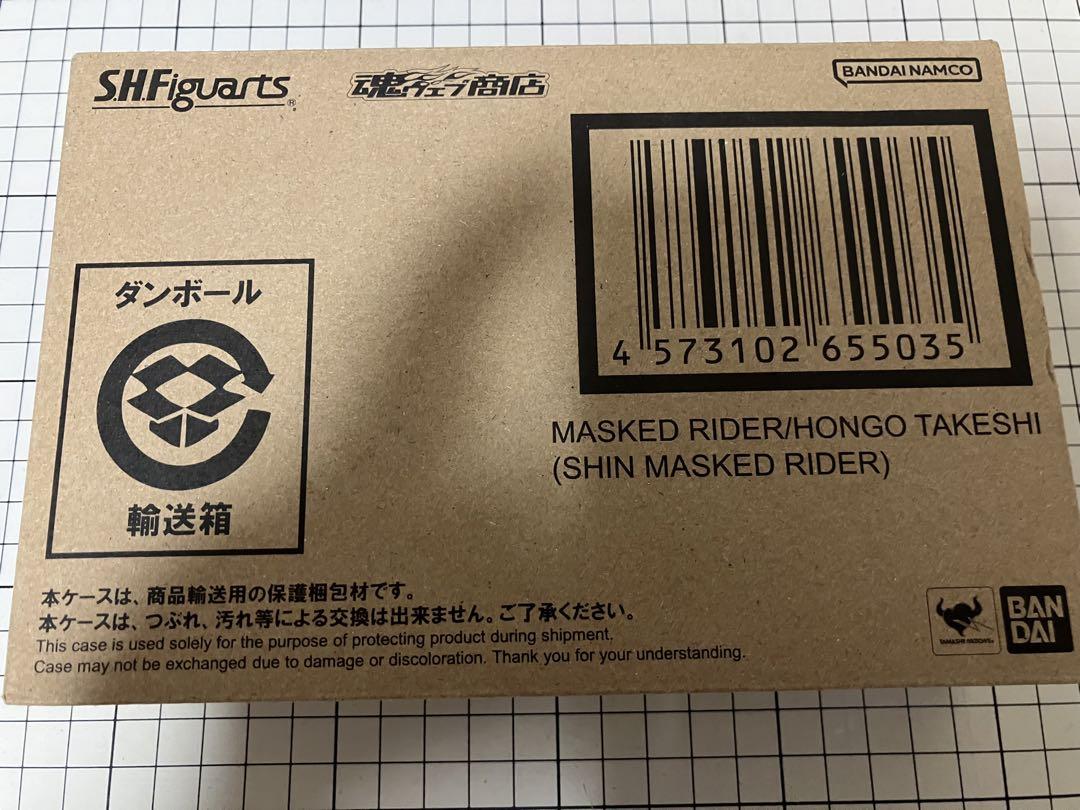 S.H.Figuarts®
魂ウェブ商店
BANDAI NAMCO
4 573102 655035
MASKED RIDER/HONGO TAKESHI
(SHIN MASKED RIDER)
ダンボール
輸送箱
本ケースは、商品輸送用の保護梱包材です。
本ケースは、つぶれ、汚れ等による交換は出来ません。ご了承ください。
This case is used solely for the purpose of protecting product during shipment.
Case may not be exchanged due to damage or discoloration. Thank you for your understanding.
TAMASHII NATIONS
BAN
DAI